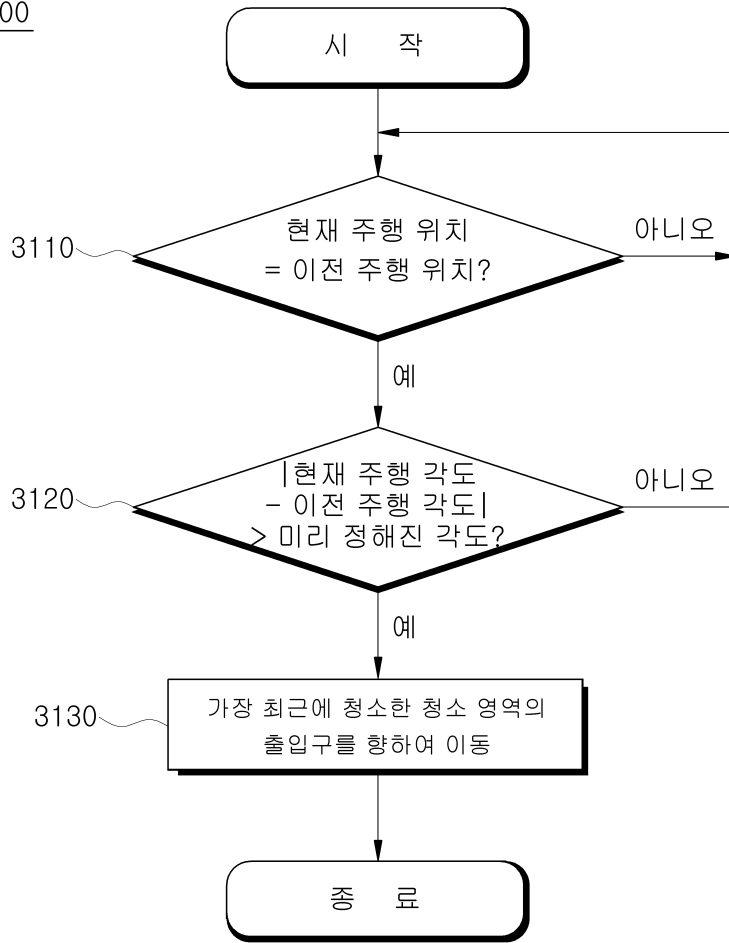 00
시 작
현재 주행 위치
= 이전 주행 위치?
아니오
3110
예
|현재 주행 각도
- 이전 주행 각도|
> 미리 정해진 각도?
아니오
3120
예
가장 최근에 청소한 청소 영역의
출입구를 향하여 이동
3130
종 료